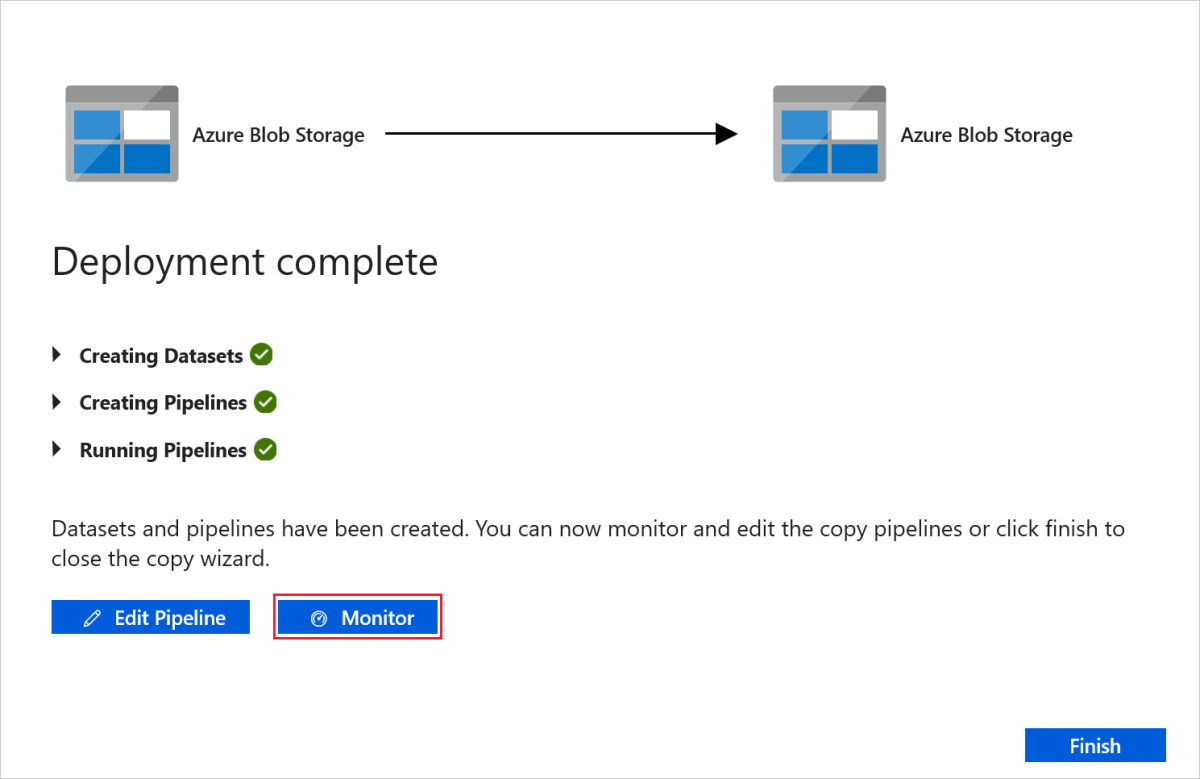 Azure Blob Storage
Azure Blob Storage
Deployment complete
Creating Datasets
Creating Pipelines
Running Pipelines
Datasets and pipelines have been created. You can now monitor and edit the copy pipelines or click finish to
close the copy wizard.
Edit Pipeline
Monitor
Finish